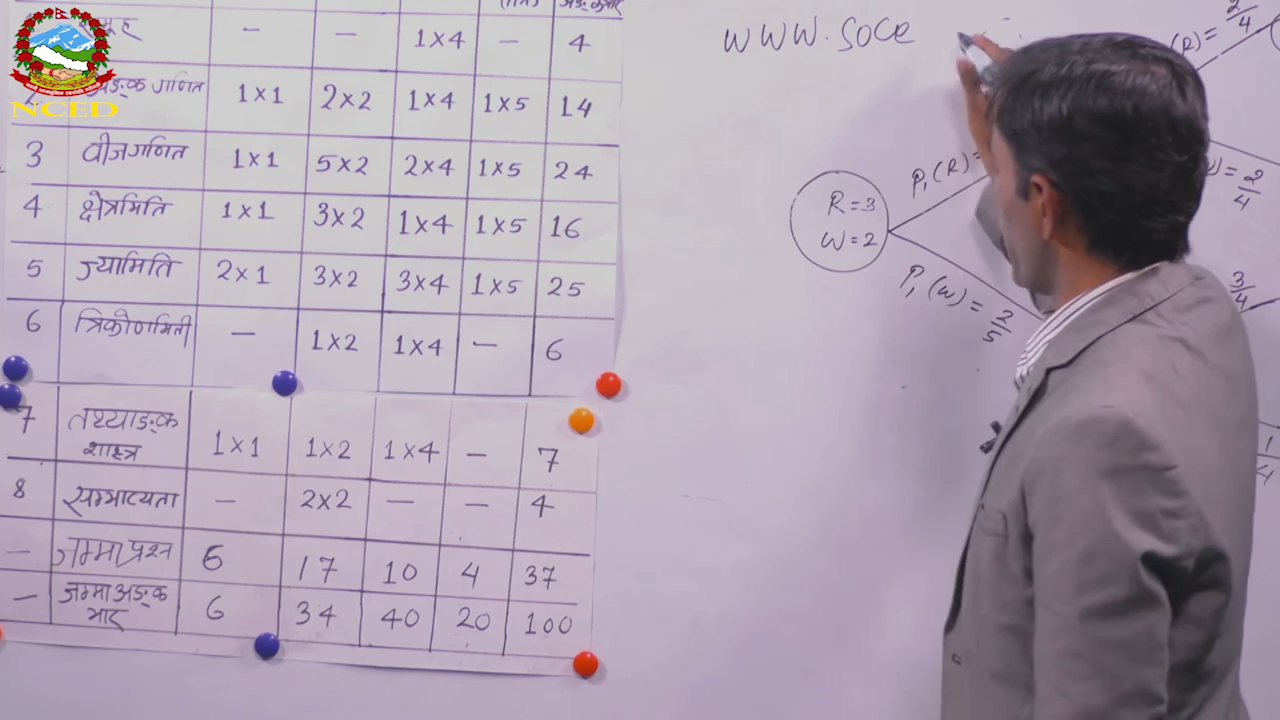 NCED
समूह - - 1×4 - 4
अङ्क गणित 1×1 2×2 1×4 1×5 14
3 वीजगणित 1×1 5×2 2×4 1×5 24
4 क्षेत्रमिति 1×1 3×2 1×4 1×5 16
5 ज्यामिति 2×1 3×2 3×4 1×5 25
6 त्रिकोणमिती - 1×2 1×4 - 6
7 तथ्याङ्क
शास्त्र 1×1 1×2 1×4 - 7
8 सम्भाव्यता - 2×2 - - 4
- जम्मा प्रश्न 6 17 10 4 37
- जम्मा अङ्क
भार 6 34 40 20 100
www.soce
R=3
W=2
P₁(R)=
P₁(W)=2/5
(R)=2/4
)=2/4
3/4
1/4